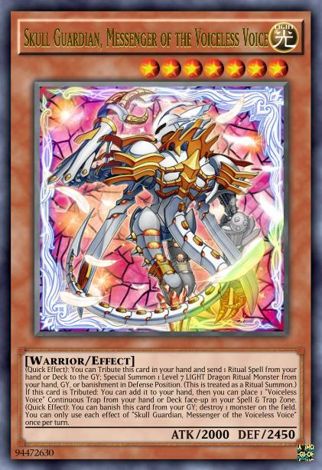 Skull Guardian, Messenger of the Voiceless Voice
LIGHT
光
[Warrior/Effect]
(Quick Effect): You can Tribute this card in your hand and send 1 Ritual Spell from your
hand or Deck to the GY; Special Summon 1 Level 7 LIGHT Dragon Ritual Monster from
your hand, GY, or banishment in Defense Position. (This is treated as a Ritual Summon.)
If this card is Tributed: You can add it to your hand, then you can place 1 "Voiceless
Voice" Continuous Trap from your hand or Deck face-up in your Spell & Trap Zone.
(Quick Effect): You can banish this card from your GY; destroy 1 monster on the field.
You can only use each effect of "Skull Guardian, Messenger of the Voiceless Voice"
once per turn.
ATK/2000 DEF/2450
94472630